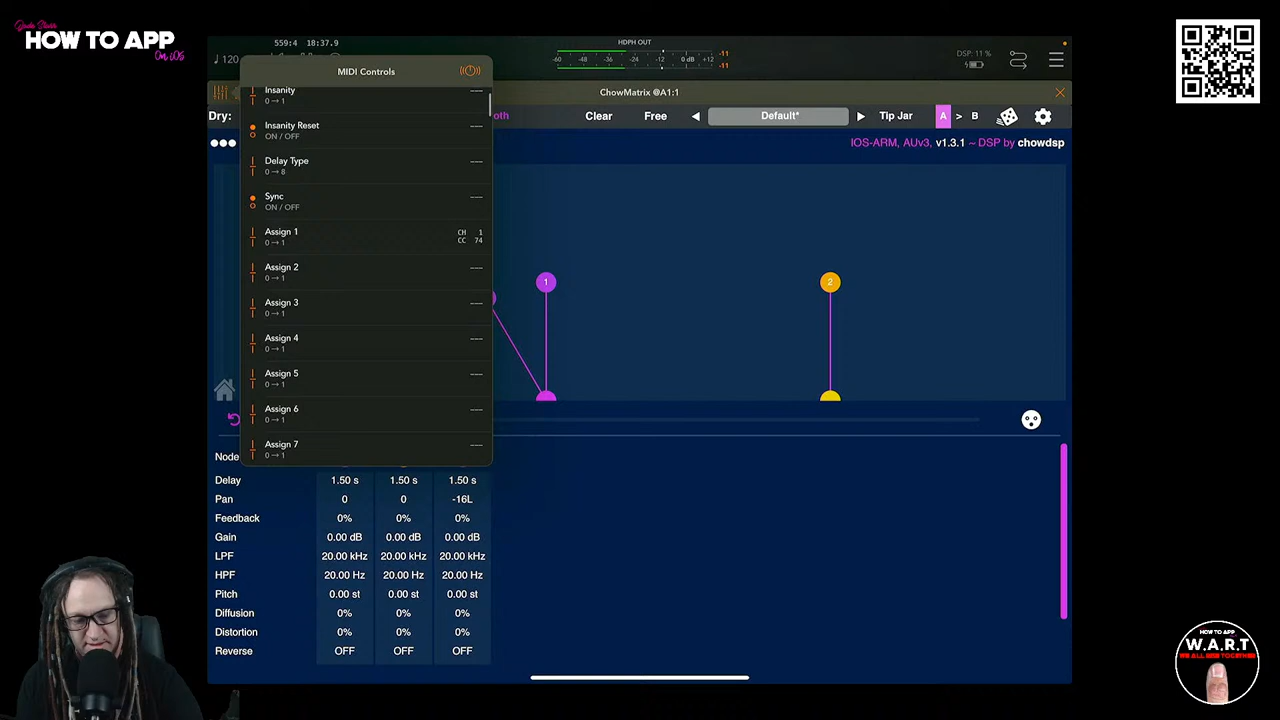 Jade Starr
HOW TO APP
On iOS
120
559:4
18:37.9
HDPH OUT
-60
-48
-36
-24
-12
0 dB
-11
-11
DSP: 11 %
MIDI Controls
Insanity
0→1
---
Insanity Reset
ON / OFF
---
Delay Type
0→8
---
Sync
ON / OFF
---
Assign 1
0→1
CH 1
CC 74
Assign 2
0→1
---
Assign 3
0→1
---
Assign 4
0→1
---
Assign 5
0→1
---
Assign 6
0→1
---
Assign 7
0→1
---
ChowMatrix @A1:1
Dry:
oth
Clear
Free
Default*
Tip Jar
A > B
IOS-ARM, AUv3, v1.3.1 ~ DSP by chowdsp
1
2
Node
Delay 1.50 s 1.50 s 1.50 s
Pan 0 0 -16L
Feedback 0% 0% 0%
Gain 0.00 dB 0.00 dB 0.00 dB
LPF 20.00 kHz 20.00 kHz 20.00 kHz
HPF 20.00 Hz 20.00 Hz 20.00 Hz
Pitch 0.00 st 0.00 st 0.00 st
Diffusion 0% 0% 0%
Distortion 0% 0% 0%
Reverse OFF OFF OFF
HOW TO APP
W.A.R.T